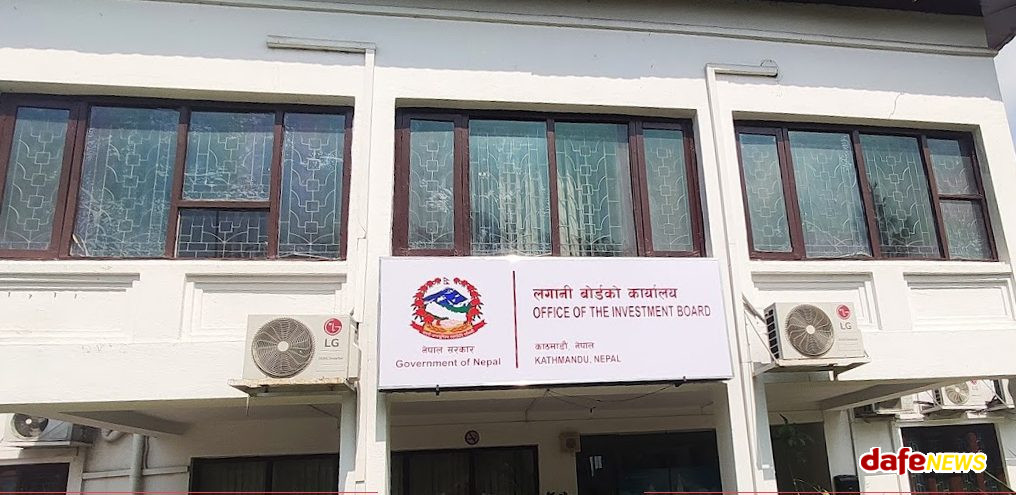 लगानी बोर्डको कार्यालय
OFFICE OF THE INVESTMENT BOARD
नेपाल सरकार
Government of Nepal
काठमाडौं, नेपाल
KATHMANDU, NEPAL
LG
LG
dafeNEWS